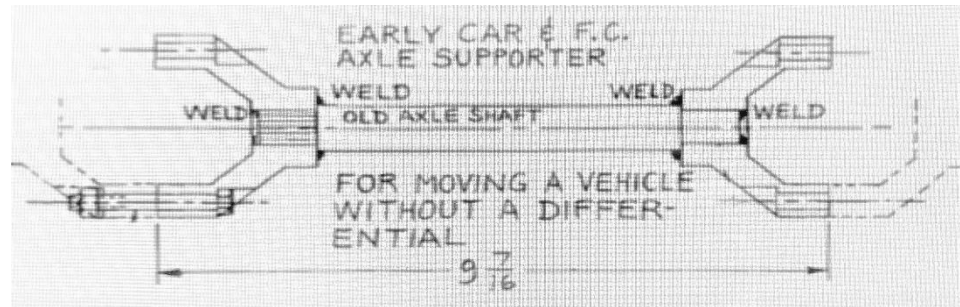 EARLY CAR & F.C.
AXLE SUPPORTER
WELD
WELD
WELD
OLD AXLE SHAFT
WELD
FOR MOVING A VEHICLE
WITHOUT A DIFFER-
ENTIAL
9 7/16